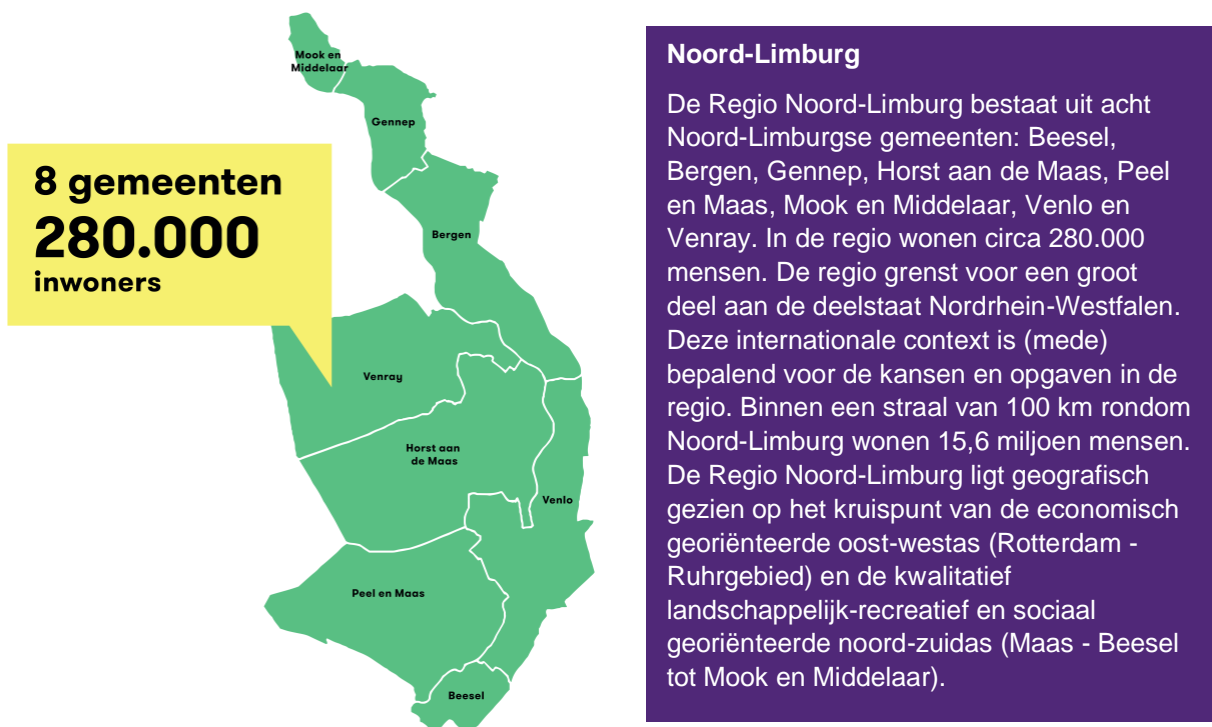 Mook en
Middelaar
Gennep
8 gemeenten
280.000
inwoners
Bergen
Venray
Horst aan
de Maas
Venlo
Peel en Maas
Beesel
Noord-Limburg
De Regio Noord-Limburg bestaat uit acht
Noord-Limburgse gemeenten: Beesel,
Bergen, Gennep, Horst aan de Maas, Peel
en Maas, Mook en Middelaar, Venlo en
Venray. In de regio wonen circa 280.000
mensen. De regio grenst voor een groot
deel aan de deelstaat Nordrhein-Westfalen.
Deze internationale context is (mede)
bepalend voor de kansen en opgaven in de
regio. Binnen een straal van 100 km rondom
Noord-Limburg wonen 15,6 miljoen mensen.
De Regio Noord-Limburg ligt geografisch
gezien op het kruispunt van de economisch
georiënteerde oost-westas (Rotterdam -
Ruhrgebied) en de kwalitatief
landschappelijk-recreatief en sociaal
georiënteerde noord-zuidas (Maas - Beesel
tot Mook en Middelaar).